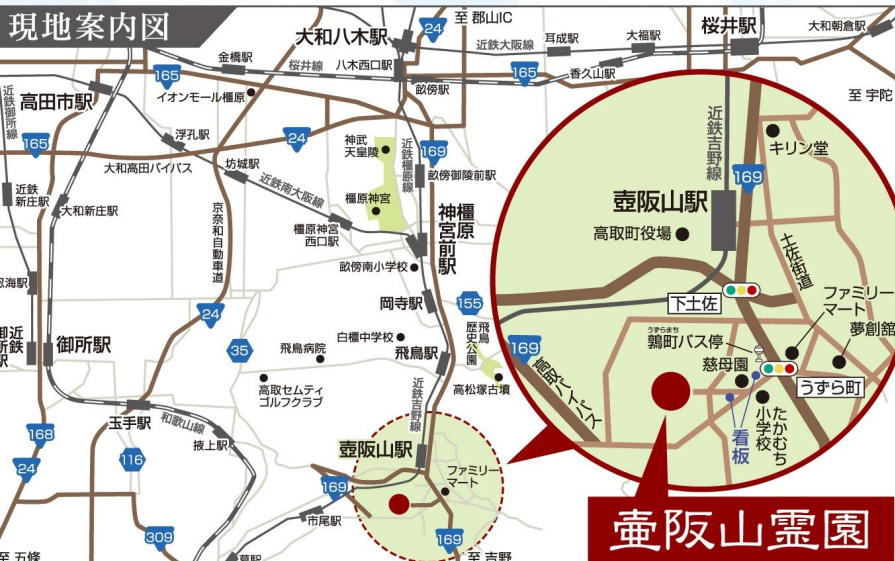 現地案内図
至 郡山IC
24
大和八木駅
近鉄大阪線
耳成駅
大福駅
桜井駅
大和朝倉駅
金橋駅
桜井線
八木西口駅
165
165
香久山駅
畝傍駅
イオンモール橿原
至 宇陀
高田市駅
近鉄御所線
165
浮孔駅
24
神武
天皇陵
近鉄橿原線
169
大和高田バイパス
坊城駅
近鉄南大阪線
畝傍御陵前駅
近鉄
新庄駅
大和新庄駅
橿原神宮
橿原
神宮前駅
橿原神宮
西口駅
京奈和自動車道
畝傍南小学校
岡寺駅
24
155
御所駅
近鉄
35
白橿中学校
飛鳥病院
飛鳥駅
飛鳥
歴史公園
高取セムティ
ゴルフクラブ
近鉄吉野線
高松塚古墳
玉手駅
和歌山線
掖上駅
168
24
116
壺阪山駅
ファミリー
マート
169
市尾駅
309
169
至 五條
至 吉野
近鉄吉野線
キリン堂
169
壺阪山駅
高取町役場
土佐街道
下土佐
ファミリー
マート
夢創館
うずらまち
鶉町バス停
慈母園
うずら町
169
高取バイパス
看板
たかむち
小学校
壷阪山霊園